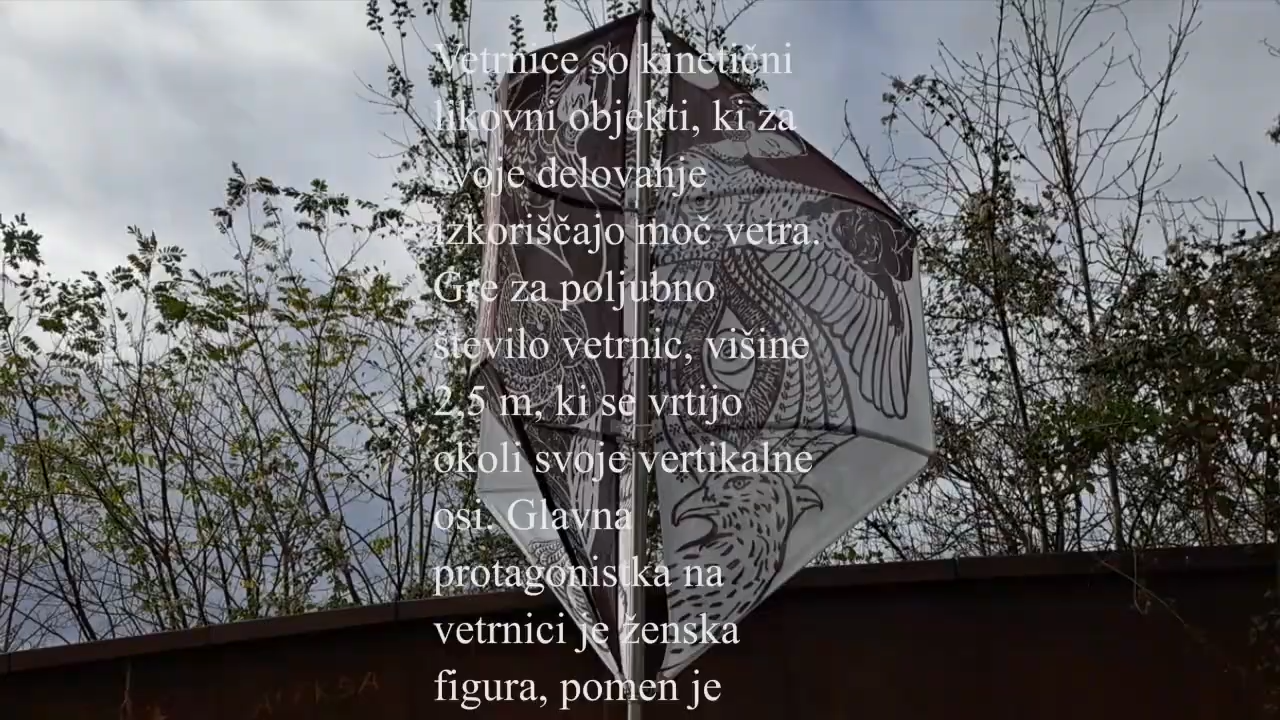 Vetrnice so kinetični
likovni objekti, ki za
svoje delovanje
izkoriščajo moč vetra.
Gre za poljubno
število vetrnic, višine
2,5 m, ki se vrtijo
okoli svoje vertikalne
osi. Glavna
protagonistka na
vetrnici je ženska
figura, pomen je